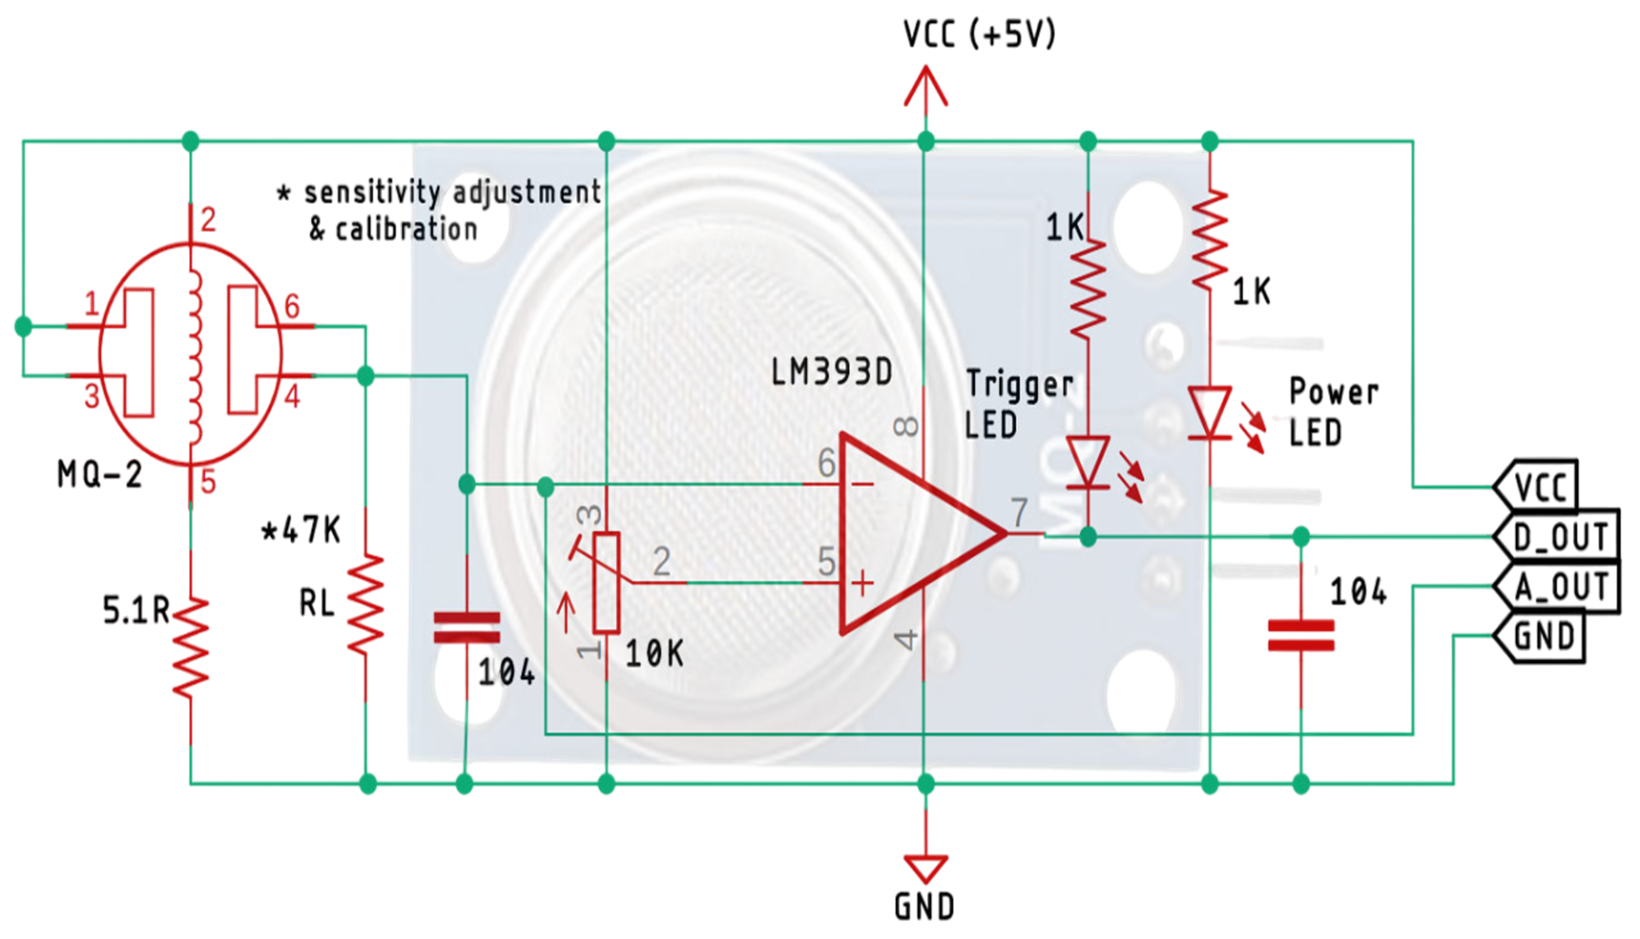 VCC (+5V)
* sensitivity adjustment
& calibration
2
1
6
3
4
MQ-2
5
*47K
RL
5.1R
104
3
2
1
10K
LM393D
8
6
5
7
4
1K
Trigger
LED
1K
Power
LED
MQ-2
104
VCC
D_OUT
A_OUT
GND
GND